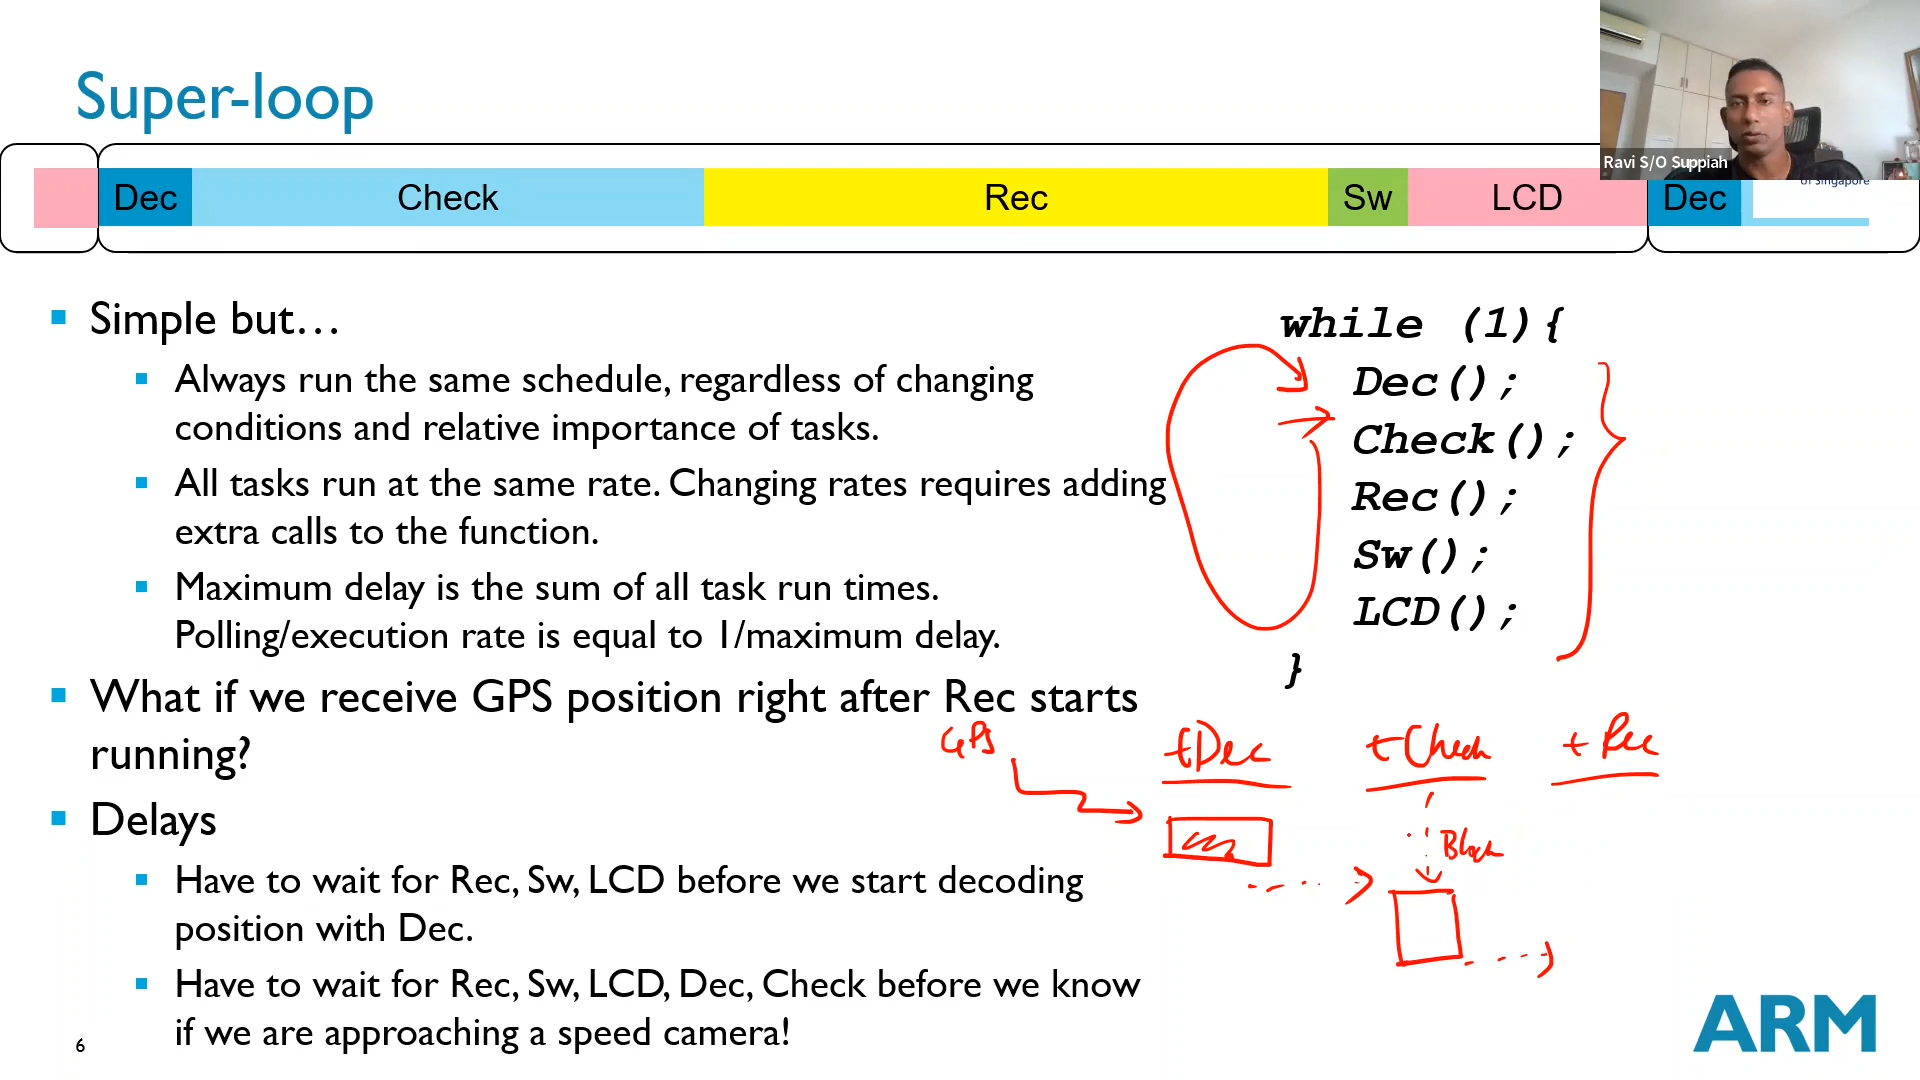 Super-loop
Ravi S/O Suppiah
of Singapore
Dec Check Rec Sw LCD Dec
Simple but…
Always run the same schedule, regardless of changing
conditions and relative importance of tasks.
All tasks run at the same rate. Changing rates requires adding
extra calls to the function.
Maximum delay is the sum of all task run times.
Polling/execution rate is equal to 1/maximum delay.
What if we receive GPS position right after Rec starts
running?
Delays
Have to wait for Rec, Sw, LCD before we start decoding
position with Dec.
Have to wait for Rec, Sw, LCD, Dec, Check before we know
if we are approaching a speed camera!
while (1){
Dec();
Check();
Rec();
Sw();
LCD();
}
GPS
tDec tCheck tRec
Block
6
ARM